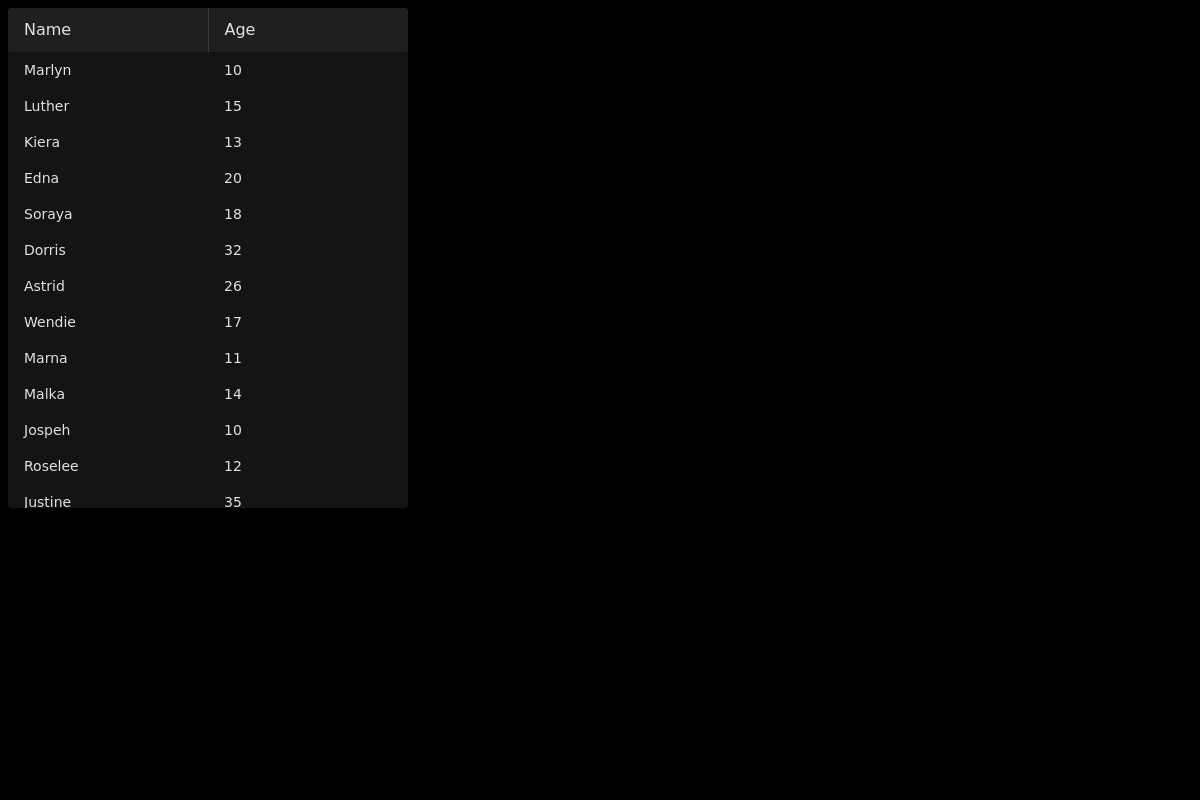 Name Age
Marlyn 10
Luther 15
Kiera 13
Edna 20
Soraya 18
Dorris 32
Astrid 26
Wendie 17
Marna 11
Malka 14
Jospeh 10
Roselee 12
Justine 35